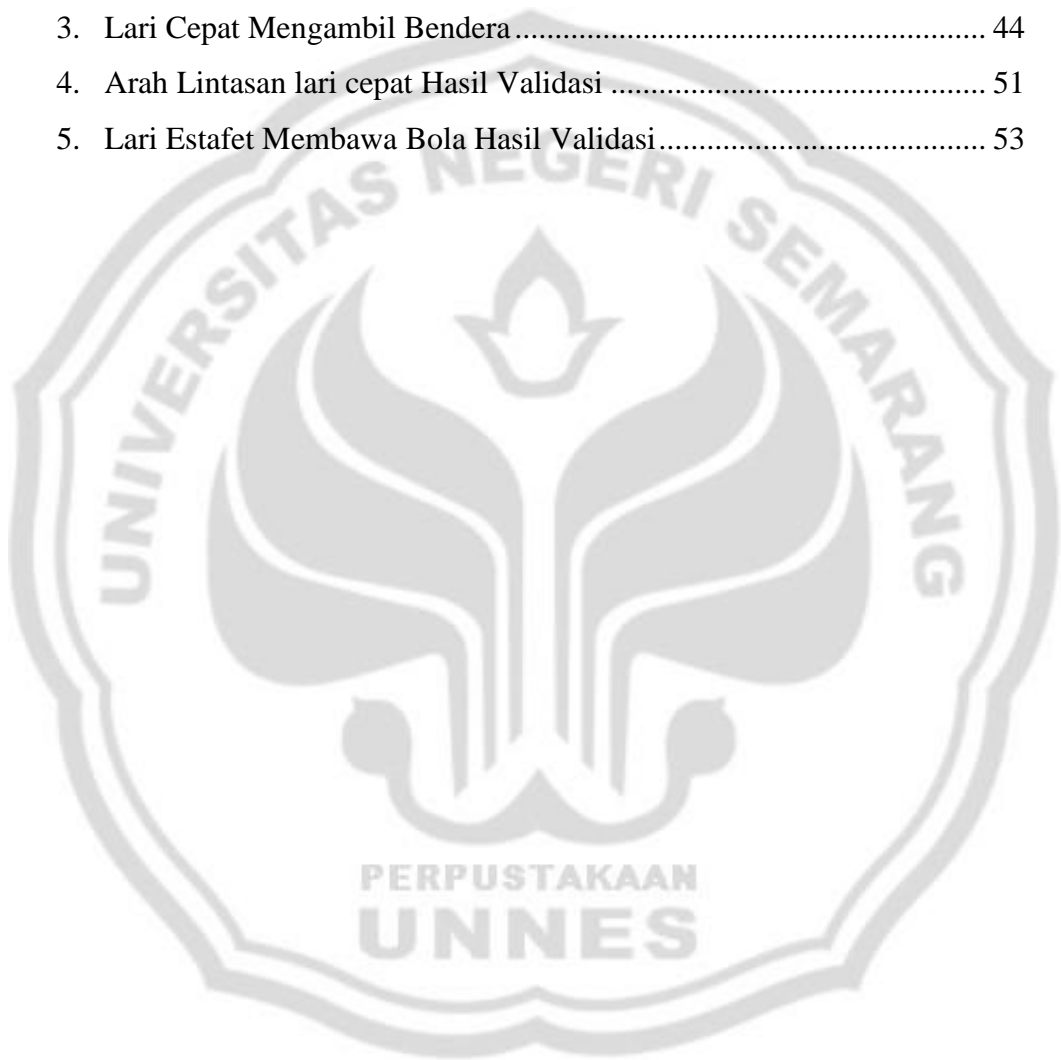 3. Lari Cepat Mengambil Bendera ................................................................ 44
4. Arah Lintasan lari cepat Hasil Validasi ................................................... 51
5. Lari Estafet Membawa Bola Hasil Validasi ............................................ 53
UNIVERSITAS NEGERI SEMARANG
PERPUSTAKAAN
UNNES